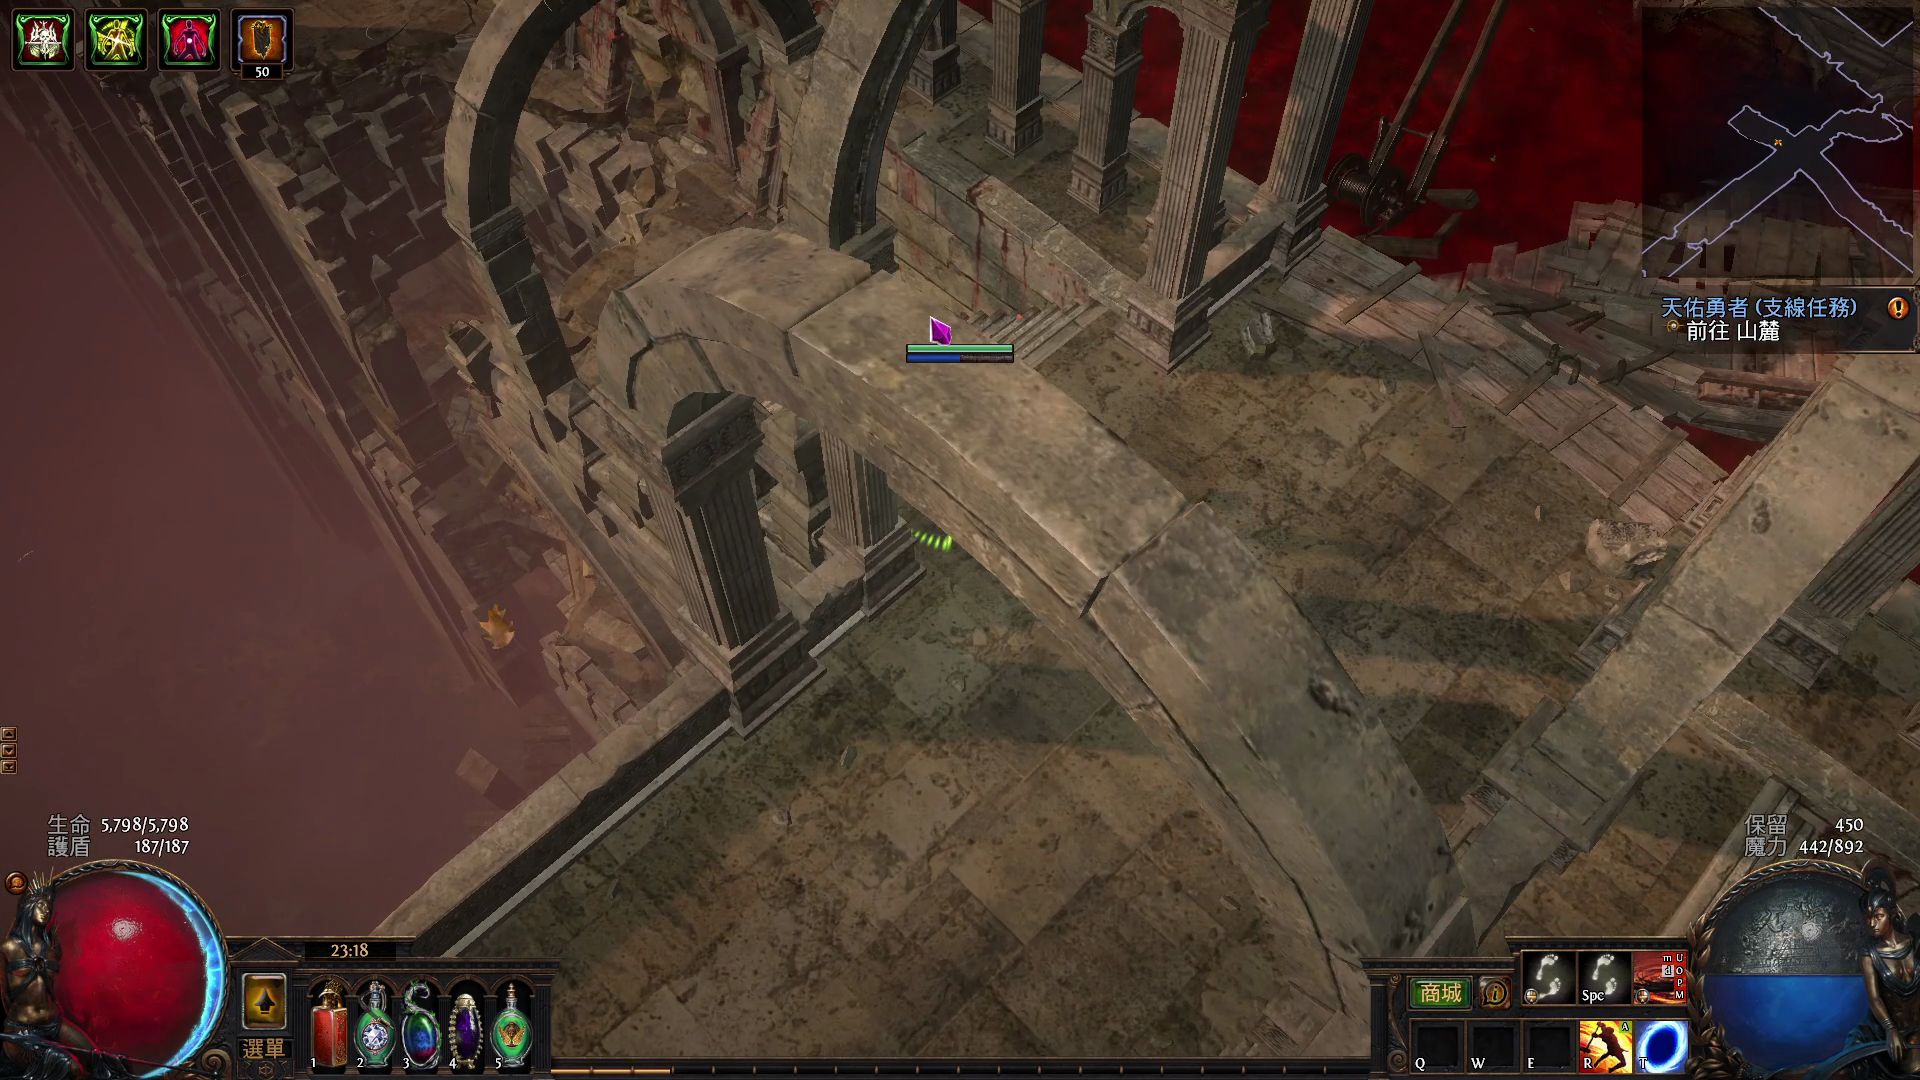 50
天佑勇者 (支線任務)
前往 山麓
生命 5,798/5,798
護盾 187/187
保留 450
魔力 442/892
23:18
選單
1
2
3
4
5
商城
Spc
m U
d O
P
M
Q
W
E
R
A
T